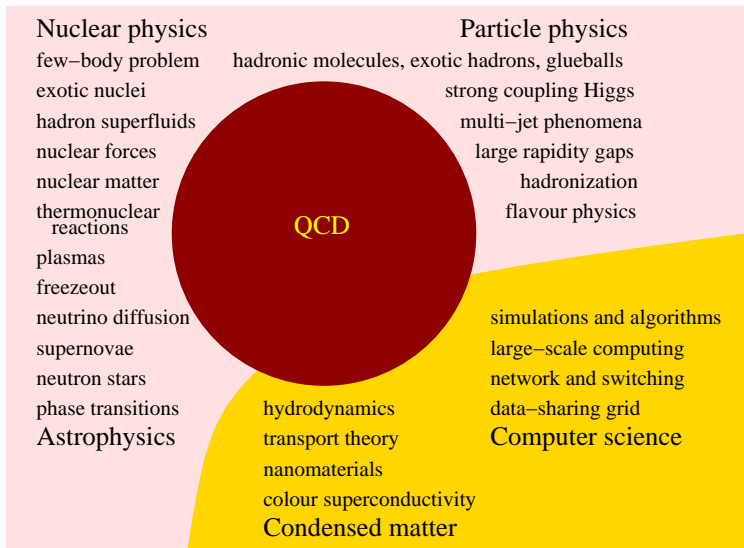 Nuclear physics
few−body problem
exotic nuclei
hadron superfluids
nuclear forces
nuclear matter
thermonuclear
reactions
plasmas
freezeout
neutrino diffusion
supernovae
neutron stars
phase transitions
Astrophysics
Particle physics
hadronic molecules, exotic hadrons, glueballs
strong coupling Higgs
multi−jet phenomena
large rapidity gaps
hadronization
flavour physics
QCD
hydrodynamics
transport theory
nanomaterials
colour superconductivity
Condensed matter
simulations and algorithms
large−scale computing
network and switching
data−sharing grid
Computer science